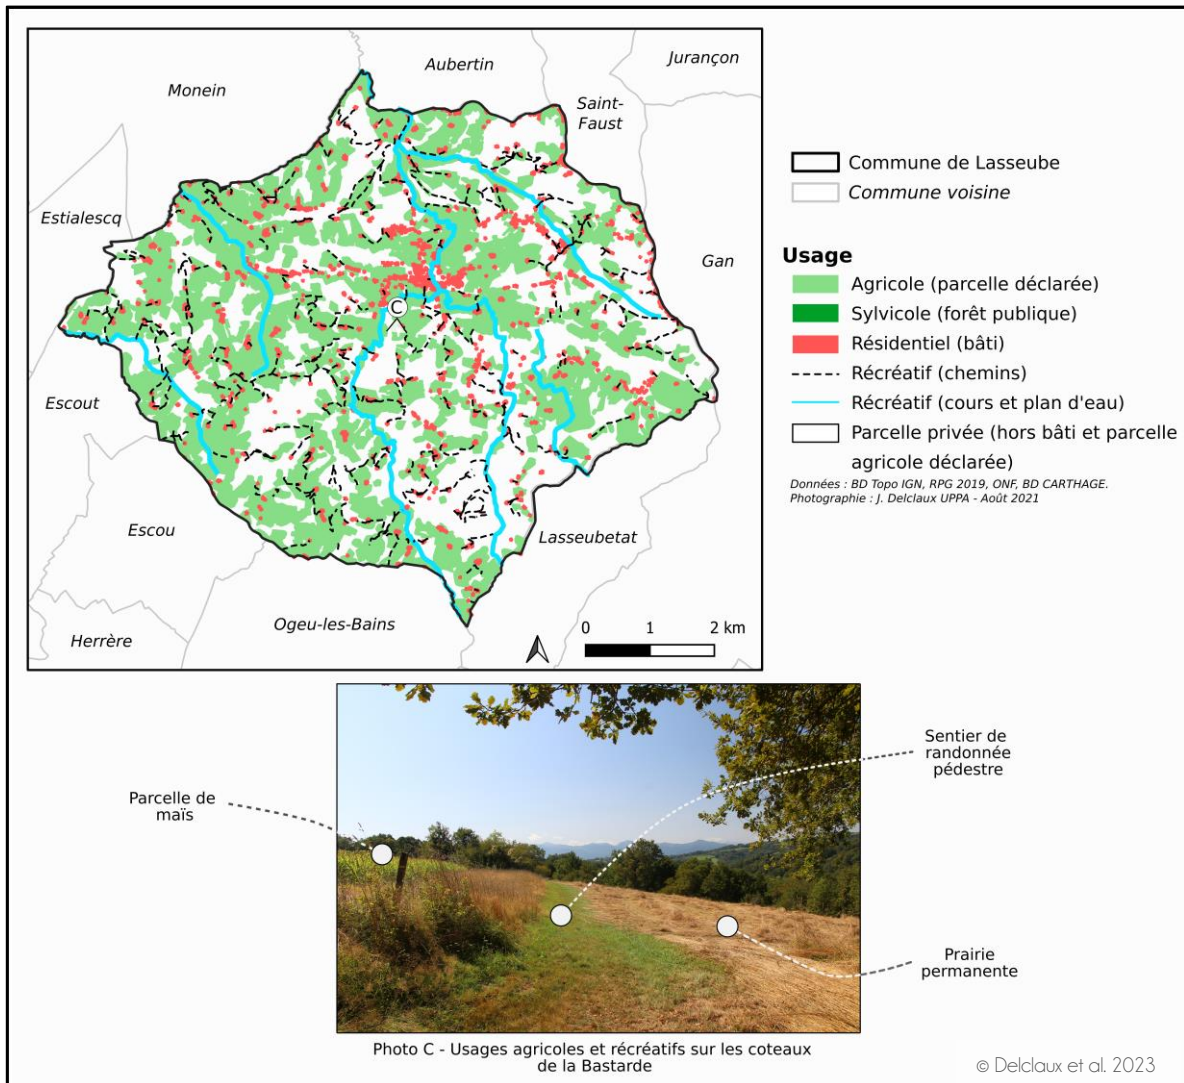 Monein
Aubertin
Jurançon
Saint-
Faust
Estialescq
Gan
C
Escout
Escou
Lasseubetat
Herrère
Ogeu-les-Bains
0 1 2 km
Commune de Lasseube
Commune voisine
Usage
Agricole (parcelle déclarée)
Sylvicole (forêt publique)
Résidentiel (bâti)
Récréatif (chemins)
Récréatif (cours et plan d'eau)
Parcelle privée (hors bâti et parcelle
agricole déclarée)
Données : BD Topo IGN, RPG 2019, ONF, BD CARTHAGE.
Photographie : J. Delclaux UPPA - Août 2021
Sentier de
randonnée
pédestre
Parcelle de
maïs
Prairie
permanente
Photo C - Usages agricoles et récréatifs sur les coteaux
de la Bastarde
© Delclaux et al. 2023